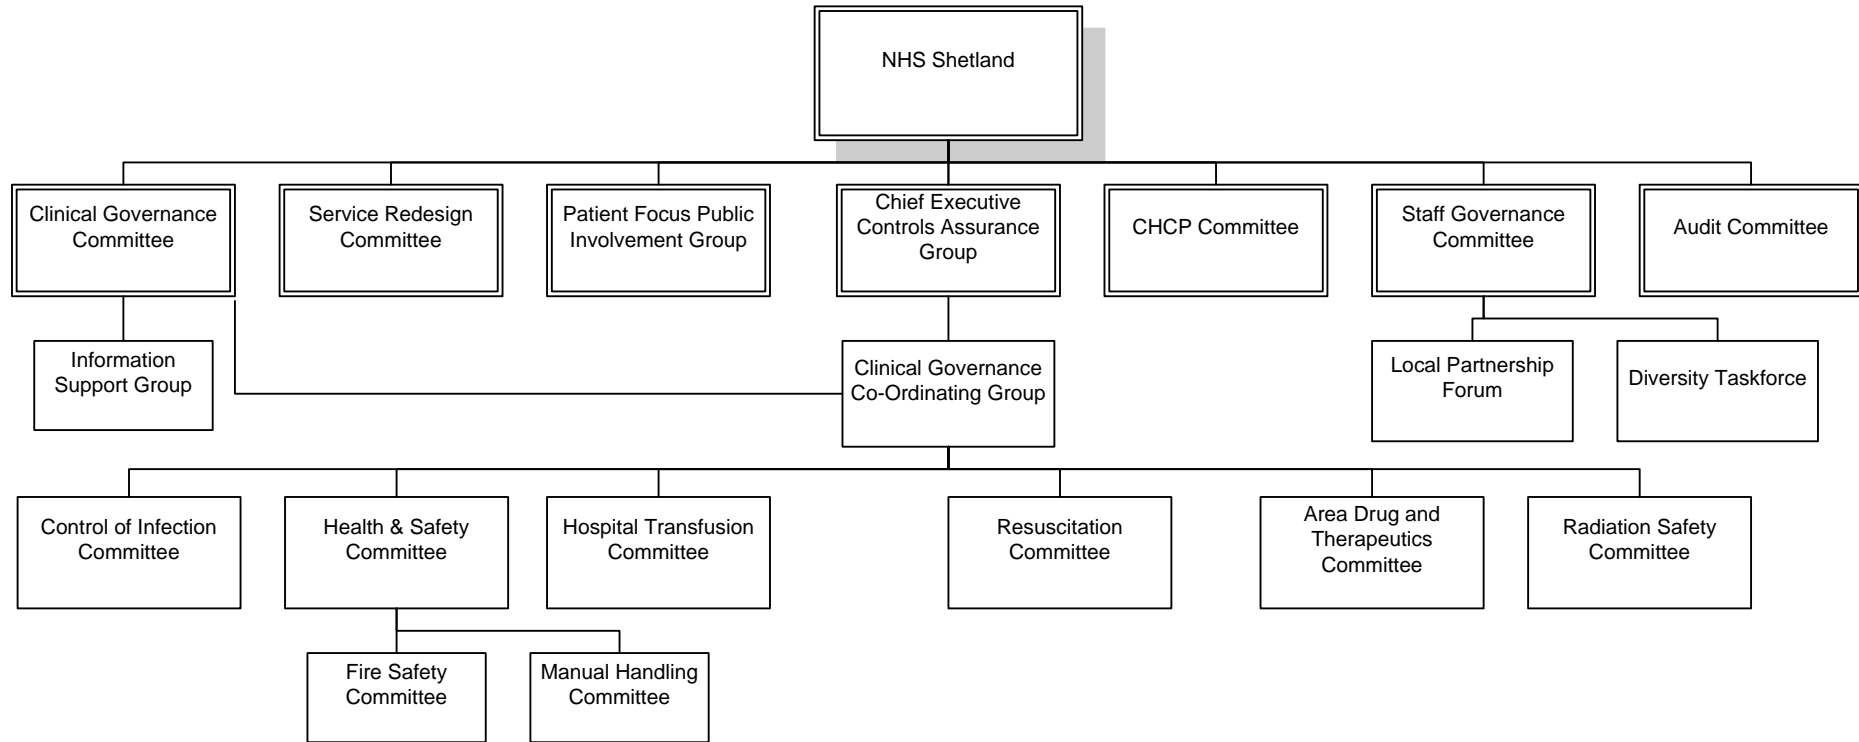 NHS Shetland
Clinical Governance
Committee
Service Redesign
Committee
Patient Focus Public
Involvement Group
Chief Executive
Controls Assurance
Group
CHCP Committee
Staff Governance
Committee
Audit Committee
Information
Support Group
Clinical Governance
Co-Ordinating Group
Local Partnership
Forum
Diversity Taskforce
Control of Infection
Committee
Health & Safety
Committee
Hospital Transfusion
Committee
Resuscitation
Committee
Area Drug and
Therapeutics
Committee
Radiation Safety
Committee
Fire Safety
Committee
Manual Handling
Committee